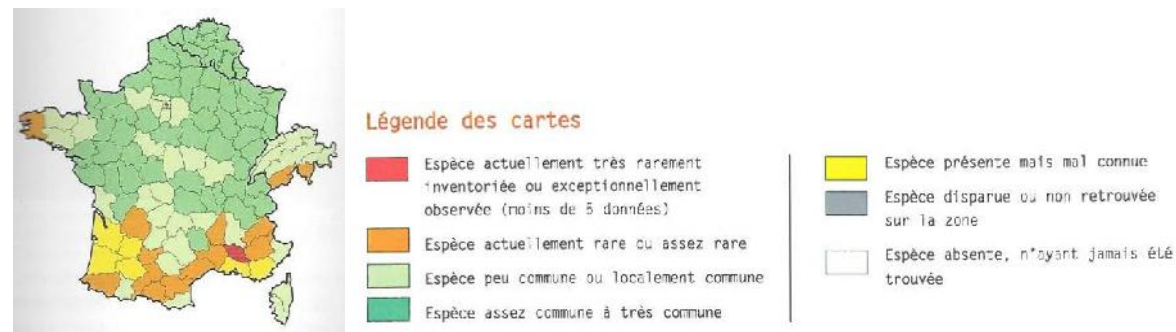 Légende des cartes
Espèce actuellement très rarement
inventoriée ou exceptionnellement
observée (moins de 5 données)
Espèce actuellement rare ou assez rare
Espèce peu commune ou localement commune
Espèce assez commune à très commune
Espèce présente mais mal connue
Espèce disparue ou non retrouvée
sur la zone
Espèce absente, n'ayant jamais été
trouvée